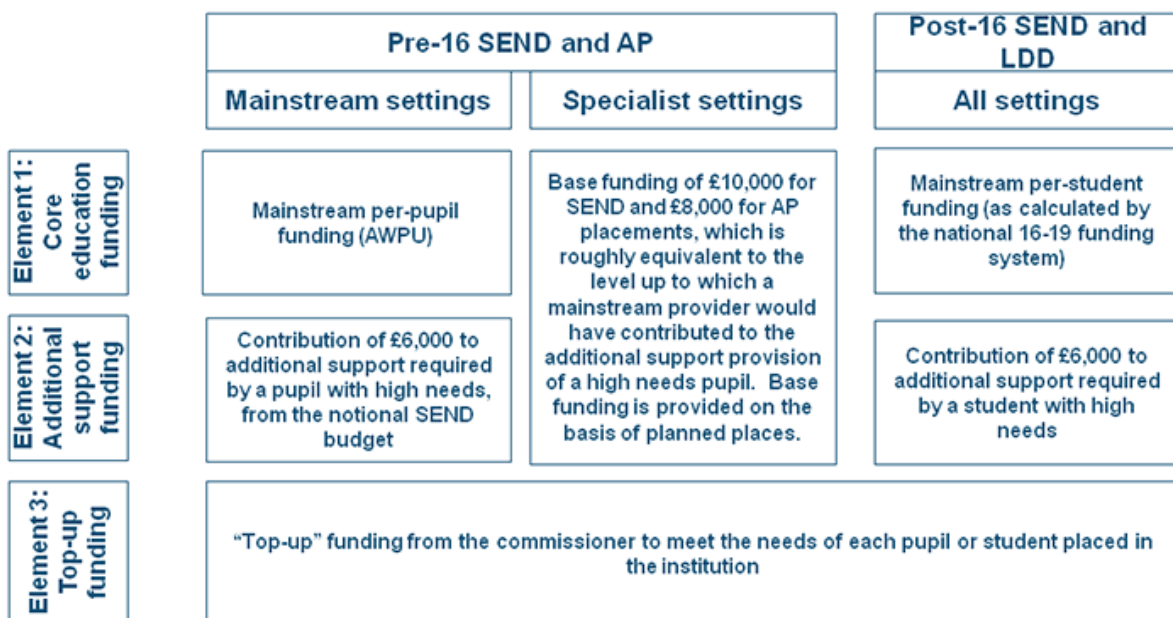 Pre-16 SEND and AP
Post-16 SEND and
LDD
Mainstream settings
Specialist settings
All settings
Element 1:
Core
education
funding
Mainstream per-pupil
funding (AWPU)
Base funding of £10,000 for
SEND and £8,000 for AP
placements, which is
roughly equivalent to the
level up to which a
mainstream provider would
have contributed to the
additional support provision
of a high needs pupil.  Base
funding is provided on the
basis of planned places.
Mainstream per-student
funding (as calculated by
the national 16-19 funding
system)
Element 2:
Additional
support
funding
Contribution of £6,000 to
additional support required
by a pupil with high needs,
from the notional SEND
budget
Contribution of £6,000 to
additional support required
by a student with high
needs
Element 3:
Top-up
funding
“Top-up” funding from the commissioner to meet the needs of each pupil or student placed in
the institution